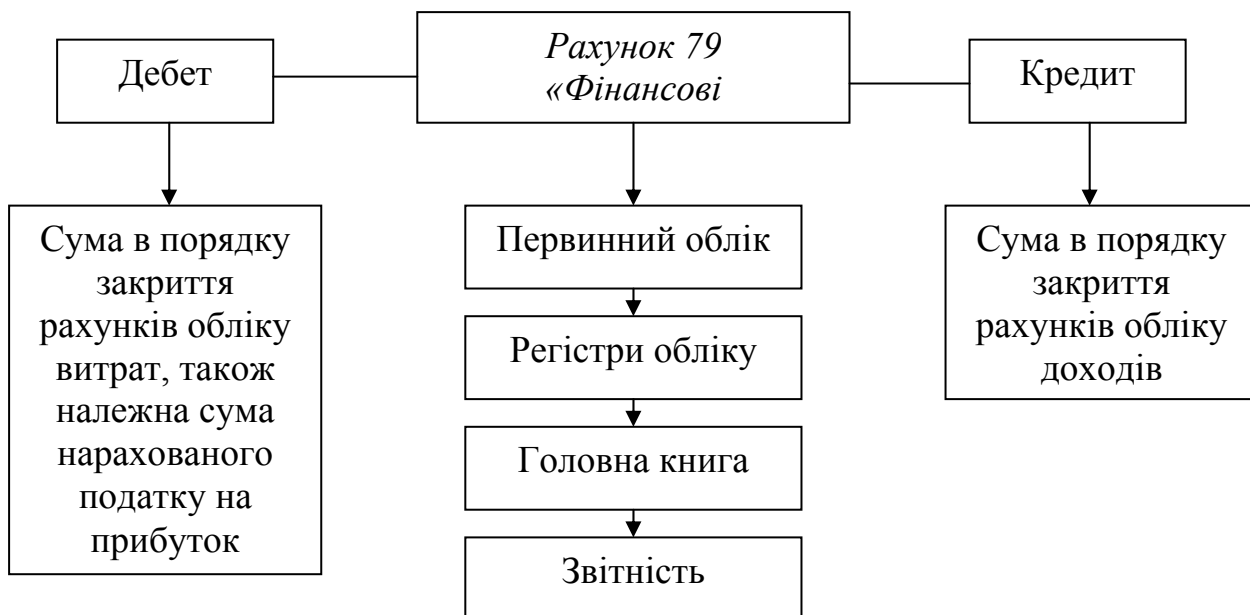 Дебет
Рахунок 79
«Фінансові
Кредит
Сума в порядку
закриття
рахунків обліку
витрат, також
належна сума
нарахованого
податку на
прибуток
Первинний облік
Регістри обліку
Головна книга
Звітність
Сума в порядку
закриття
рахунків обліку
доходів